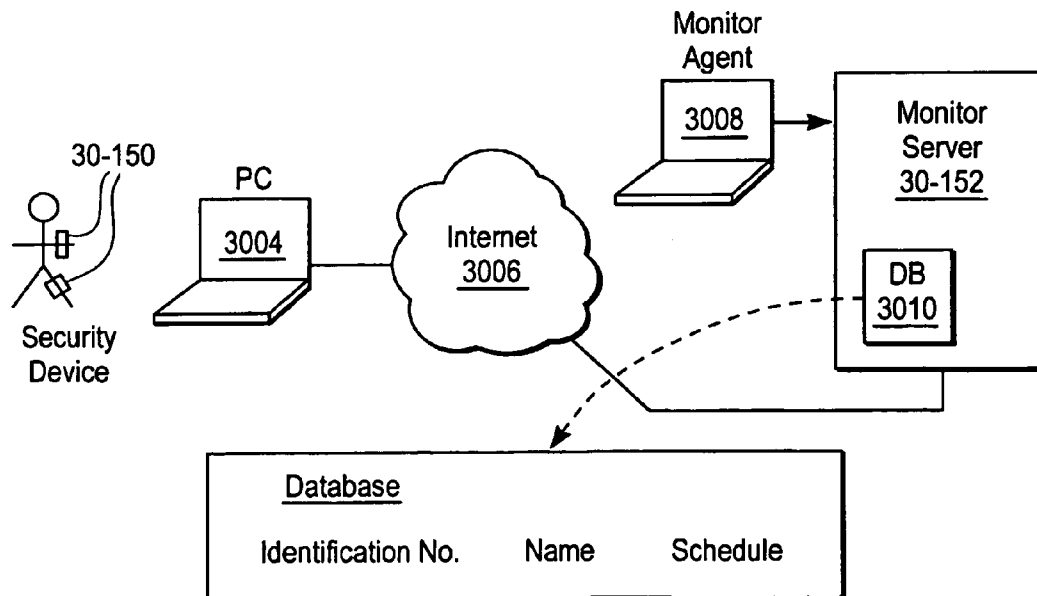 Monitor
Agent
3008
Monitor
Server
30-152
30-150
PC
3004
Internet
3006
DB
3010
Security
Device
Database
Identification No. Name Schedule